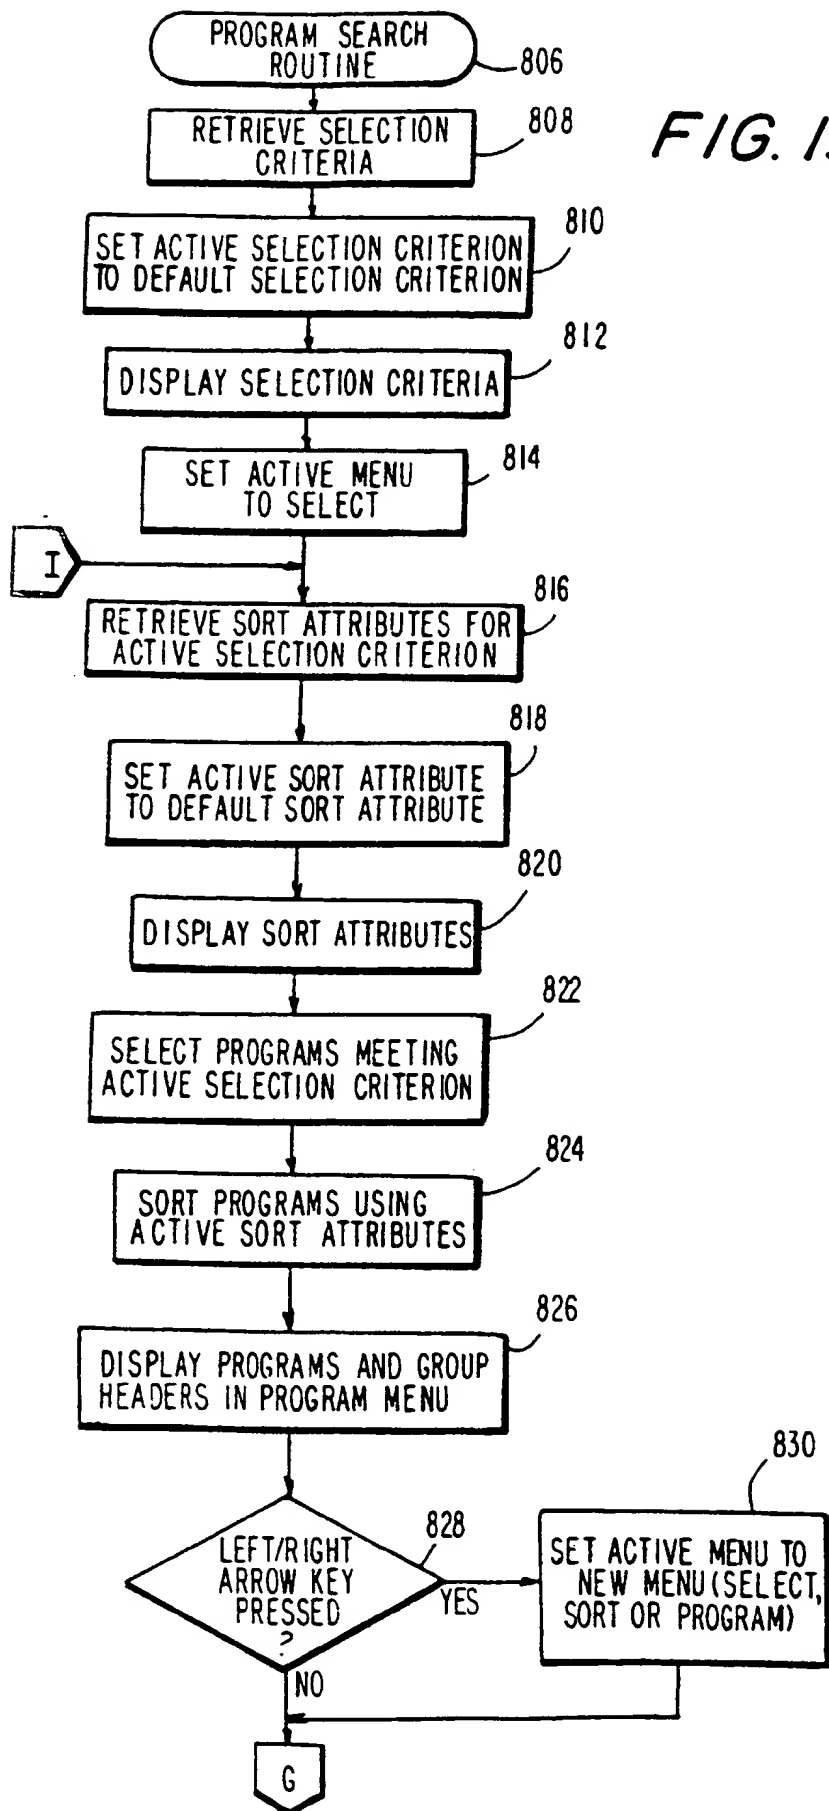 PROGRAM SEARCH
ROUTINE
806
FIG. 1
RETRIEVE SELECTION
CRITERIA
808
SET ACTIVE SELECTION CRITERION
TO DEFAULT SELECTION CRITERION
810
DISPLAY SELECTION CRITERIA
812
SET ACTIVE MENU
TO SELECT
814
I
RETRIEVE SORT ATTRIBUTES FOR
ACTIVE SELECTION CRITERION
816
SET ACTIVE SORT ATTRIBUTE
TO DEFAULT SORT ATTRIBUTE
818
DISPLAY SORT ATTRIBUTES
820
SELECT PROGRAMS MEETING
ACTIVE SELECTION CRITERION
822
SORT PROGRAMS USING
ACTIVE SORT ATTRIBUTES
824
DISPLAY PROGRAMS AND GROUP
HEADERS IN PROGRAM MENU
826
LEFT/RIGHT
ARROW KEY
PRESSED
?
828
YES
NO
SET ACTIVE MENU TO
NEW MENU (SELECT,
SORT OR PROGRAM)
830
G